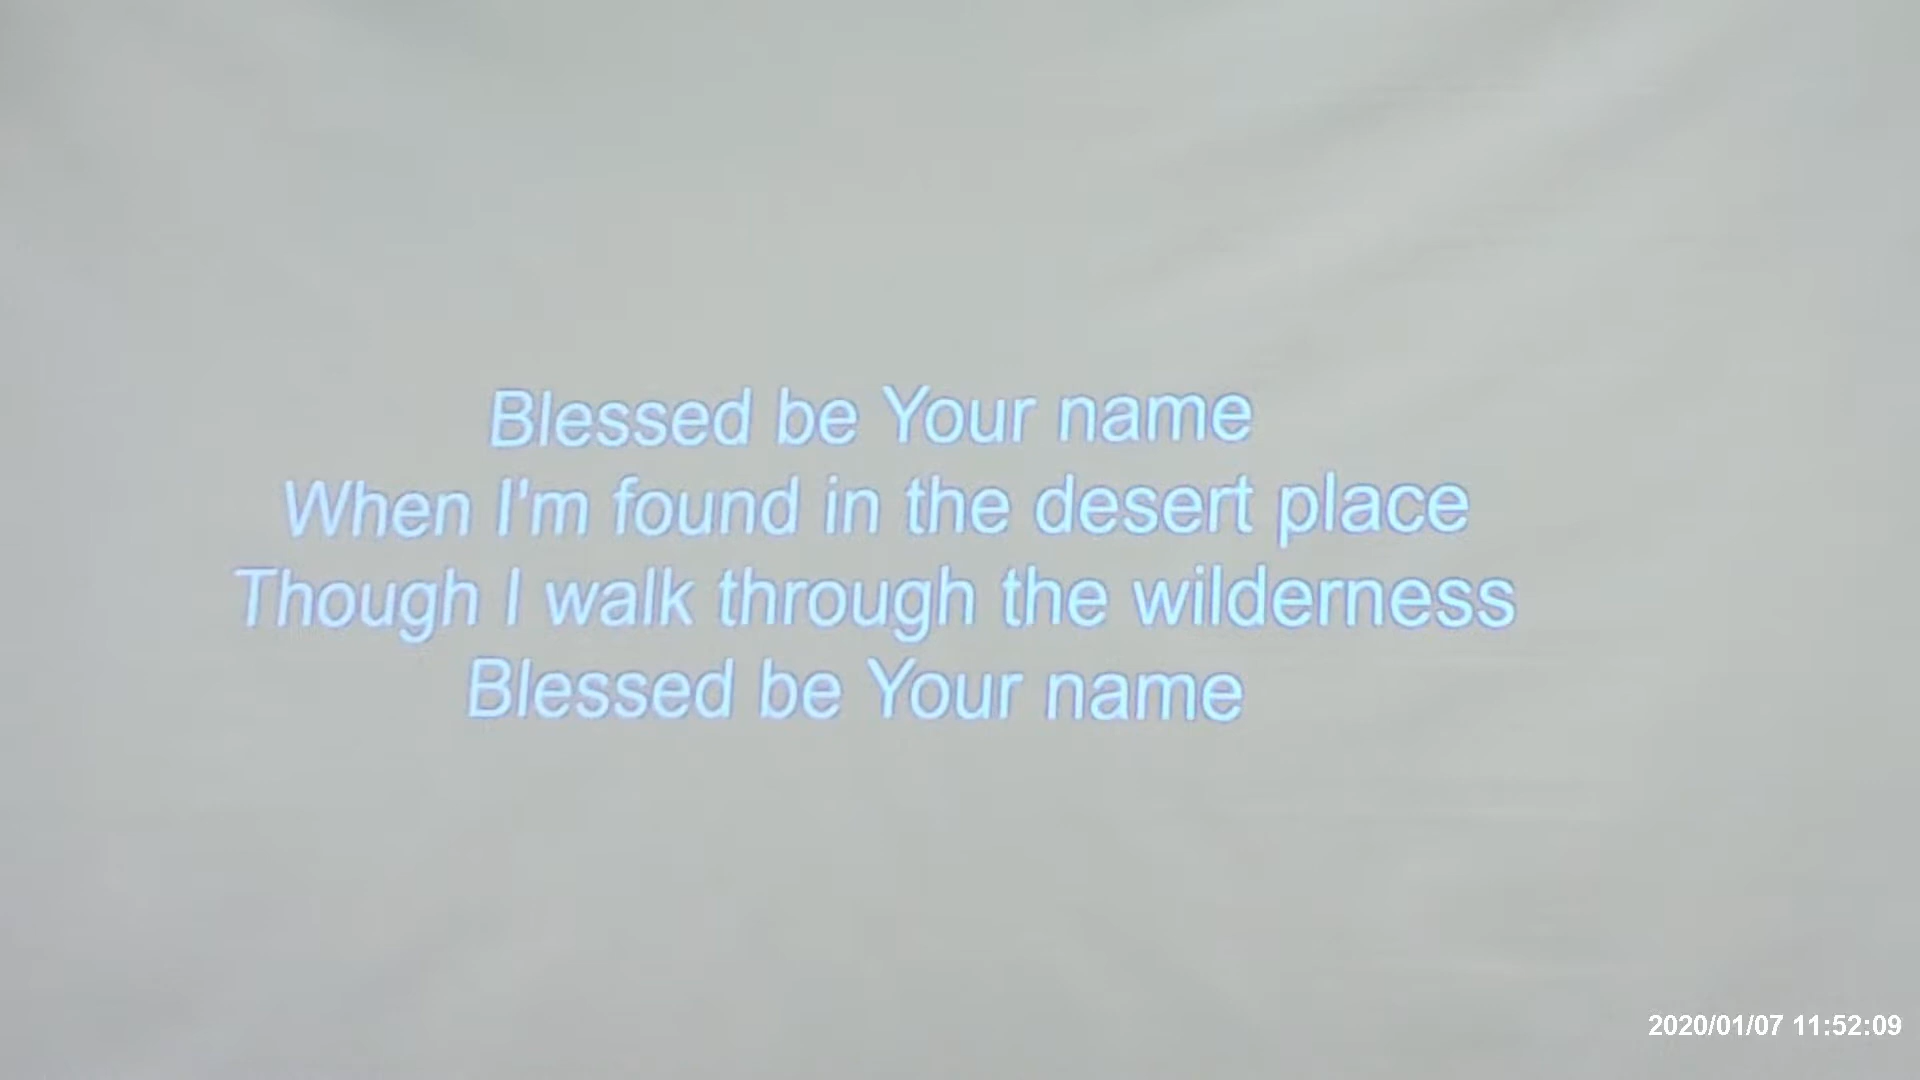 Blessed be Your name
When I'm found in the desert place
Though I walk through the wilderness
Blessed be Your name
2020/01/07 11:52:09